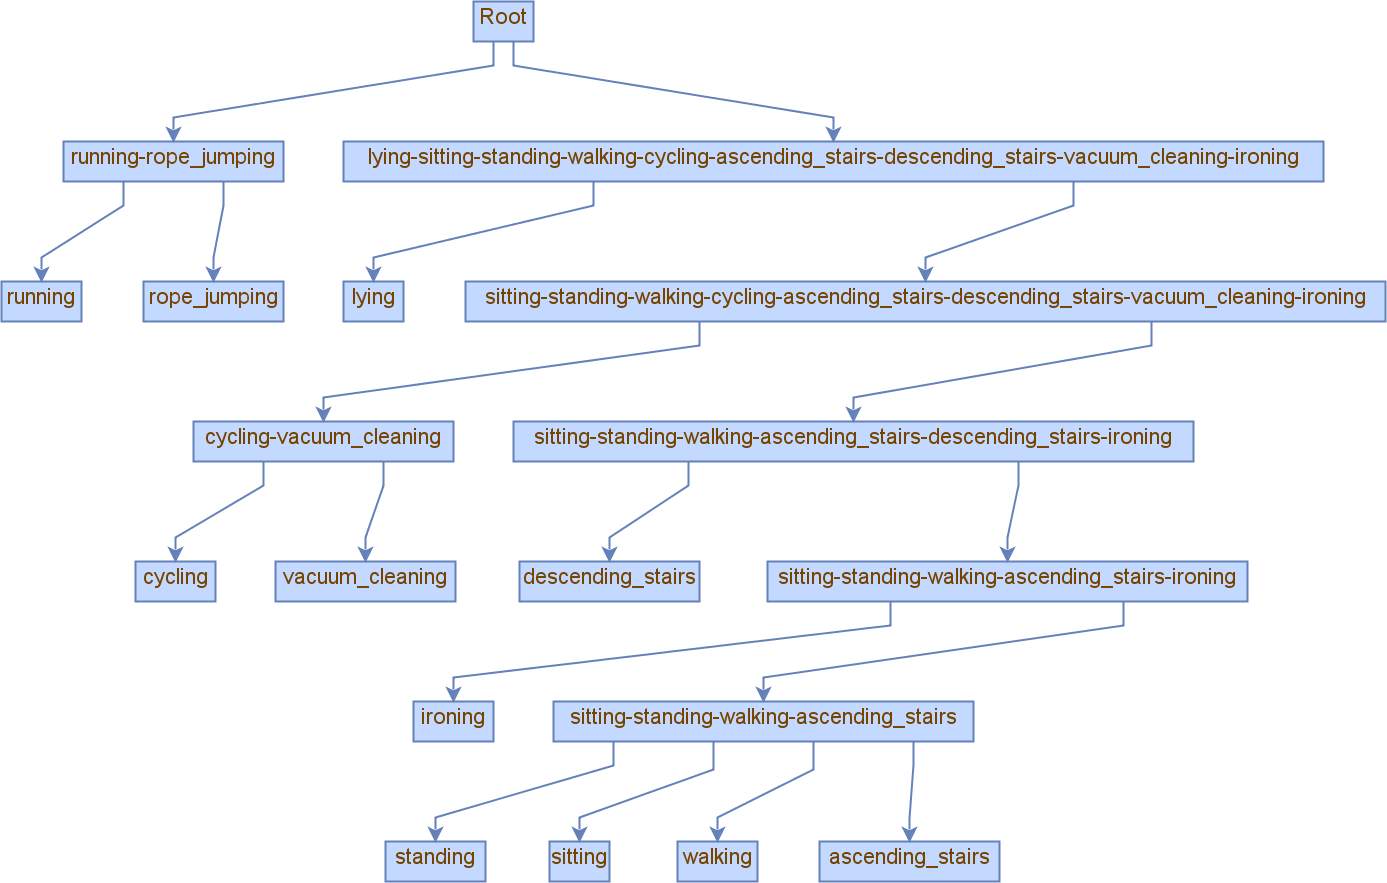 Root
running-rope_jumping
lying-sitting-standing-walking-cycling-ascending_stairs-descending_stairs-vacuum_cleaning-ironing
running
rope_jumping
lying
sitting-standing-walking-cycling-ascending_stairs-descending_stairs-vacuum_cleaning-ironing
cycling-vacuum_cleaning
sitting-standing-walking-ascending_stairs-descending_stairs-ironing
cycling
vacuum_cleaning
descending_stairs
sitting-standing-walking-ascending_stairs-ironing
ironing
sitting-standing-walking-ascending_stairs
standing
sitting
walking
ascending_stairs